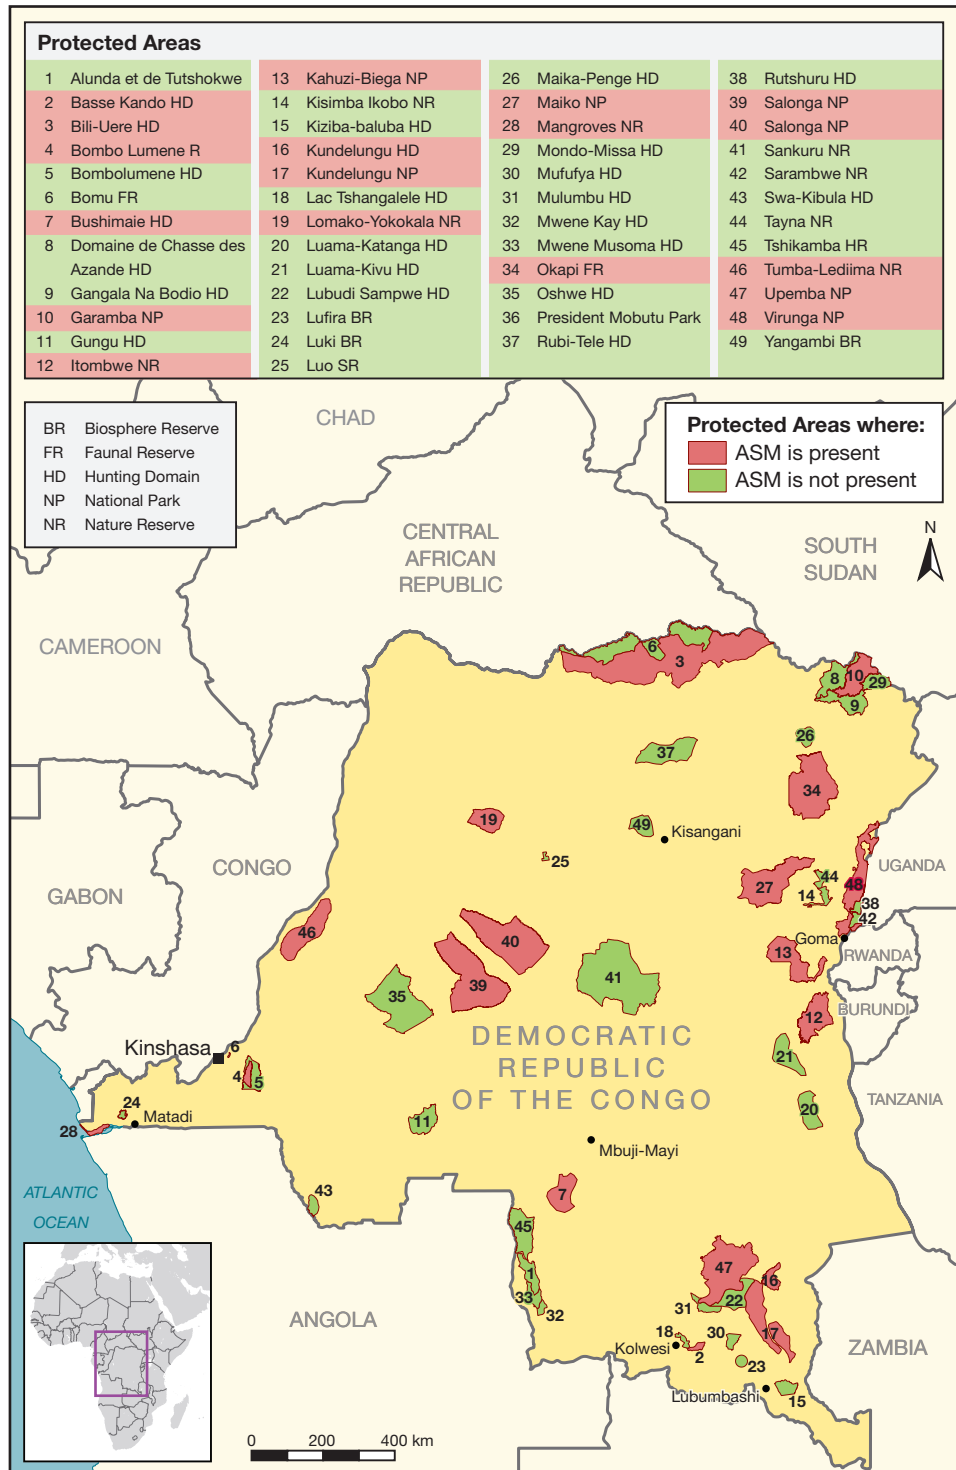 Protected Areas
1 Alunda et de Tutshokwe
2 Basse Kando HD
3 Bili-Uere HD
4 Bombo Lumene R
5 Bombolumene HD
6 Bomu FR
7 Bushimaie HD
8 Domaine de Chasse des
Azande HD
9 Gangala Na Bodio HD
10 Garamba NP
11 Gungu HD
12 Itombwe NR
13 Kahuzi-Biega NP
14 Kisimba Ikobo NR
15 Kiziba-baluba HD
16 Kundelungu HD
17 Kundelungu NP
18 Lac Tshangalele HD
19 Lomako-Yokokala NR
20 Luama-Katanga HD
21 Luama-Kivu HD
22 Lubudi Sampwe HD
23 Lufira BR
24 Luki BR
25 Luo SR
26 Maika-Penge HD
27 Maiko NP
28 Mangroves NR
29 Mondo-Missa HD
30 Mufufya HD
31 Mulumbu HD
32 Mwene Kay HD
33 Mwene Musoma HD
34 Okapi FR
35 Oshwe HD
36 President Mobutu Park
37 Rubi-Tele HD
38 Rutshuru HD
39 Salonga NP
40 Salonga NP
41 Sankuru NR
42 Sarambwe NR
43 Swa-Kibula HD
44 Tayna NR
45 Tshikamba HR
46 Tumba-Lediima NR
47 Upemba NP
48 Virunga NP
49 Yangambi BR
BR Biosphere Reserve
FR Faunal Reserve
HD Hunting Domain
NP National Park
NR Nature Reserve
Protected Areas where:
ASM is present
ASM is not present
N
CHAD
CENTRAL
AFRICAN
REPUBLIC
SOUTH
SUDAN
CAMEROON
6
3
8
10
29
9
26
37
34
19
49
Kisangani
25
CONGO
GABON
UGANDA
27
44
14
48
38
42
46
40
Goma
13
RWANDA
39
41
35
12
BURUNDI
DEMOCRATIC
REPUBLIC
OF THE CONGO
Kinshasa
6
4
5
21
TANZANIA
24
Matadi
28
11
20
Mbuji-Mayi
7
43
ATLANTIC
OCEAN
45
1
33
32
47
16
22
31
17
18
30
Kolwesi
2
23
Lubumbashi
15
ANGOLA
ZAMBIA
0 200 400 km